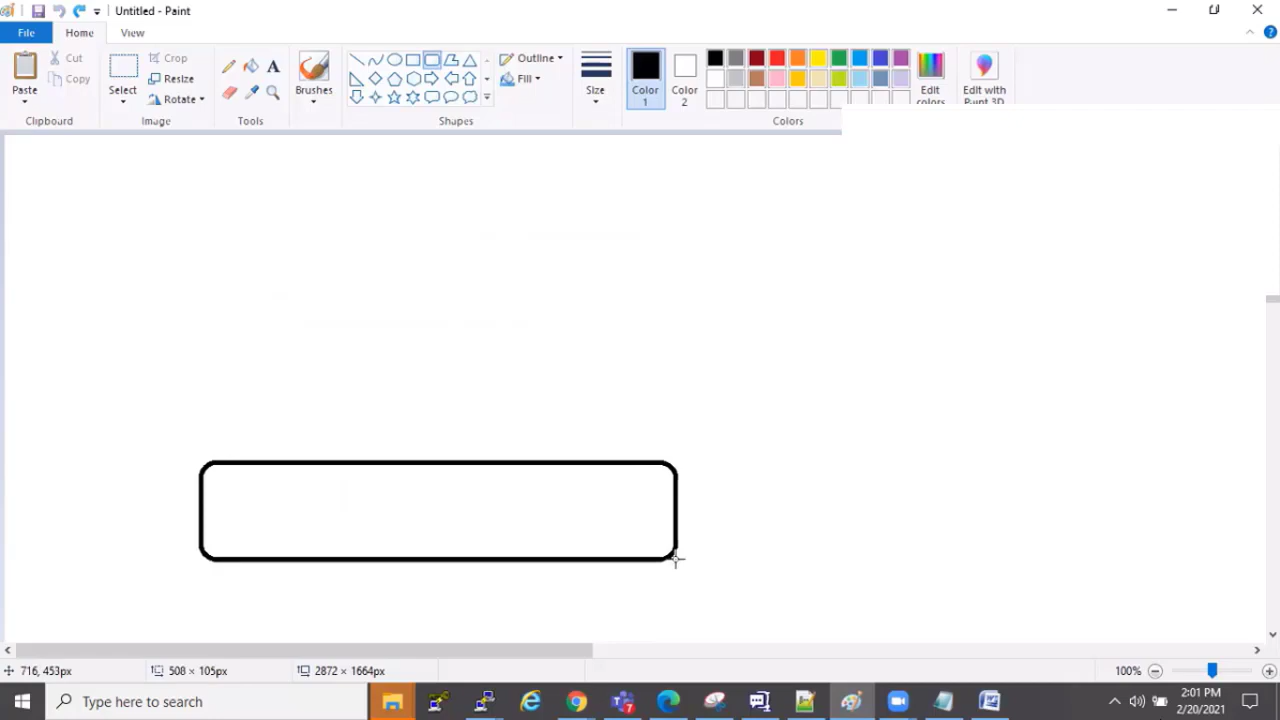 Untitled - Paint
File Home View
Paste
Cut
Copy
Clipboard
Select
Crop
Resize
Rotate
Image
A
Tools
Brushes
Shapes
Outline
Fill
Size
Color 1
Color 2
Colors
Edit colors
Edit with Paint 3D
716, 453px 508 × 105px 2872 × 1664px 100%
Type here to search
2:01 PM
2/20/2021